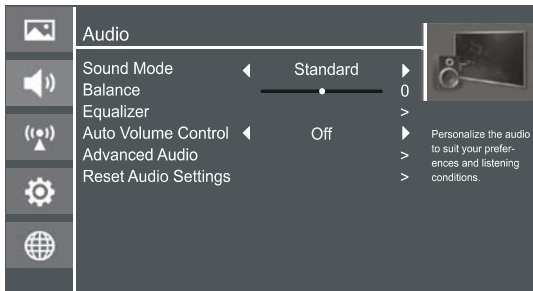 Audio
Sound Mode Standard
Balance 0
Equalizer >
Auto Volume Control Off
Advanced Audio >
Reset Audio Settings >
Personalize the audio
to suit your prefer-
ences and listening
conditions.